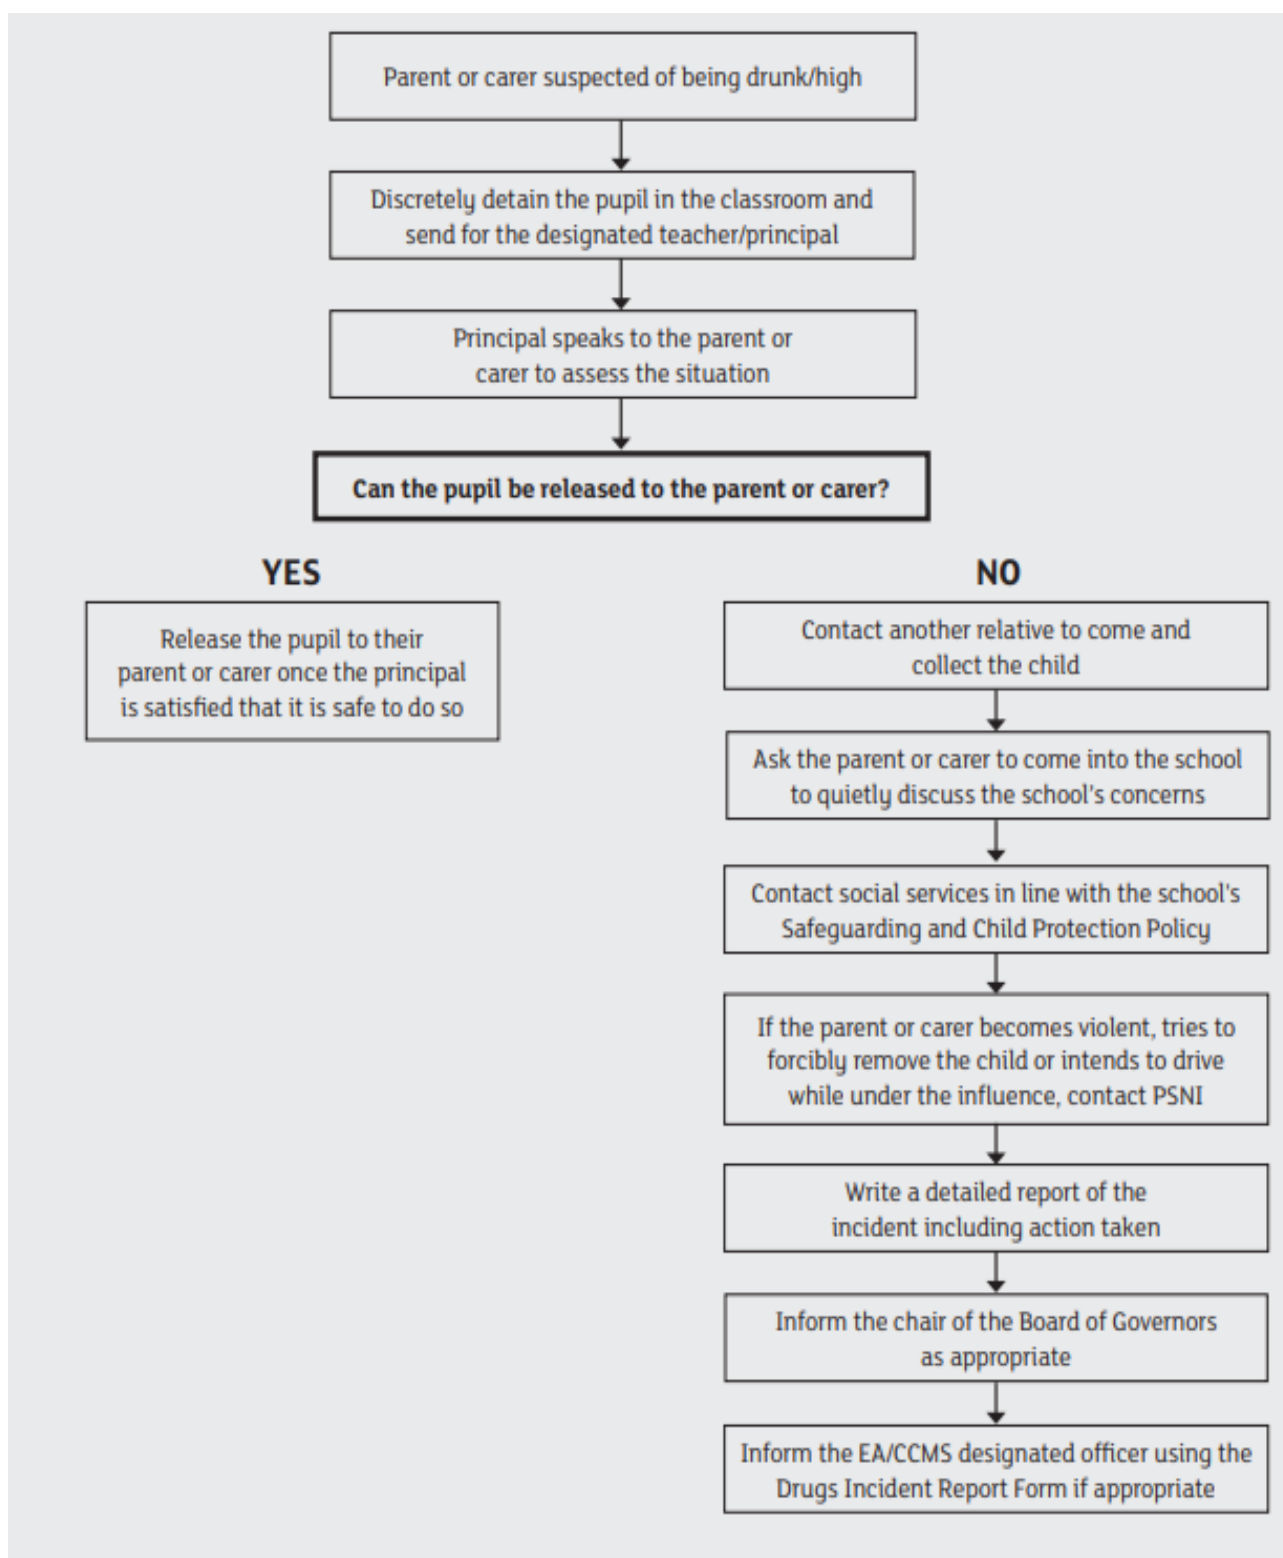 Parent or carer suspected of being drunk/high
Discretely detain the pupil in the classroom and
send for the designated teacher/principal
Principal speaks to the parent or
carer to assess the situation
Can the pupil be released to the parent or carer?
YES
Release the pupil to their
parent or carer once the principal
is satisfied that it is safe to do so
NO
Contact another relative to come and
collect the child
Ask the parent or carer to come into the school
to quietly discuss the school's concerns
Contact social services in line with the school's
Safeguarding and Child Protection Policy
If the parent or carer becomes violent, tries to
forcibly remove the child or intends to drive
while under the influence, contact PSNI
Write a detailed report of the
incident including action taken
Inform the chair of the Board of Governors
as appropriate
Inform the EA/CCMS designated officer using the
Drugs Incident Report Form if appropriate